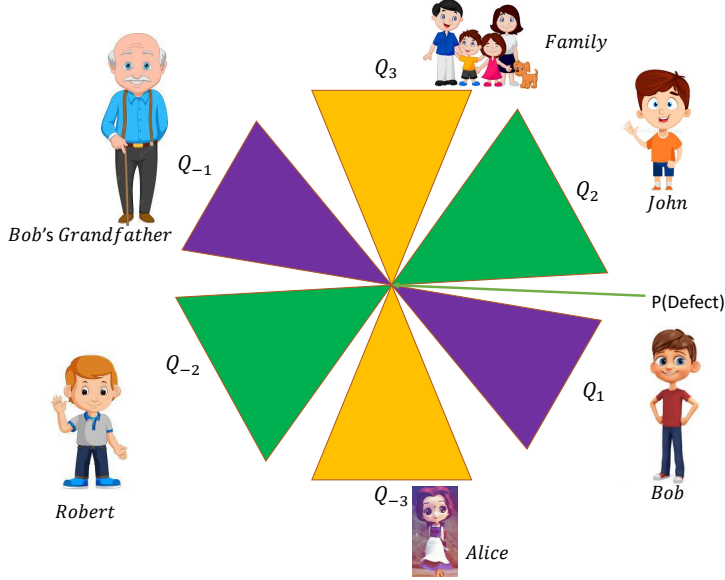 Family
Q₃
Q₋₁
Q₂
John
Bob's Grandfather
P(Defect)
Q₋₂
Q₁
Bob
Q₋₃
Robert
Alice